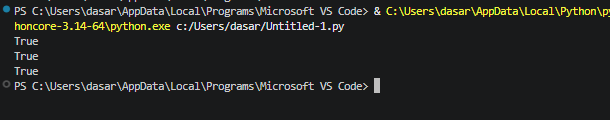 PS C:\Users\dasar\AppData\Local\Programs\Microsoft VS Code> & C:\Users\dasar\AppData\Local\Python\py
honcore-3.14-64\python.exe c:/Users/dasar/Untitled-1.py
True
True
True
PS C:\Users\dasar\AppData\Local\Programs\Microsoft VS Code>